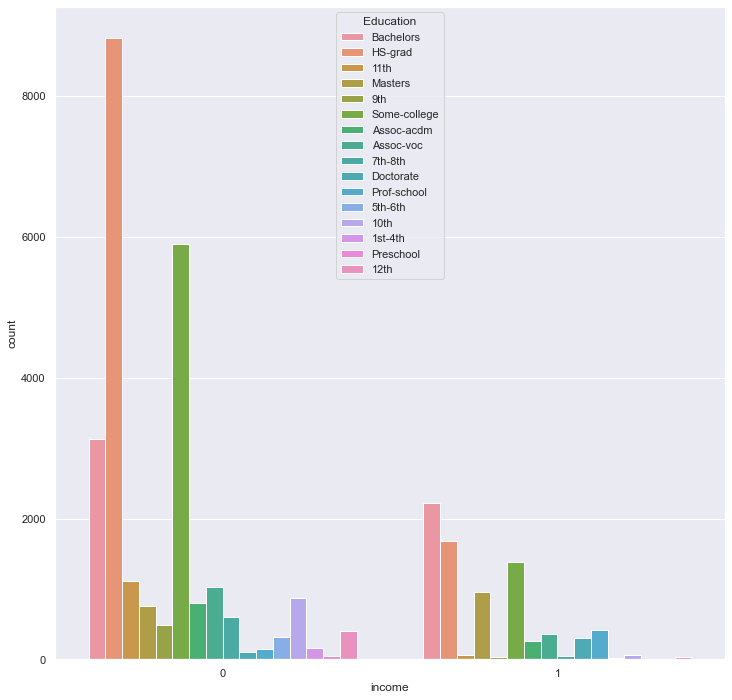 Education
Bachelors
HS-grad
11th
Masters
9th
Some-college
Assoc-acdm
Assoc-voc
7th-8th
Doctorate
Prof-school
5th-6th
10th
1st-4th
Preschool
12th
8000
6000
4000
2000
0
count
0 1
income